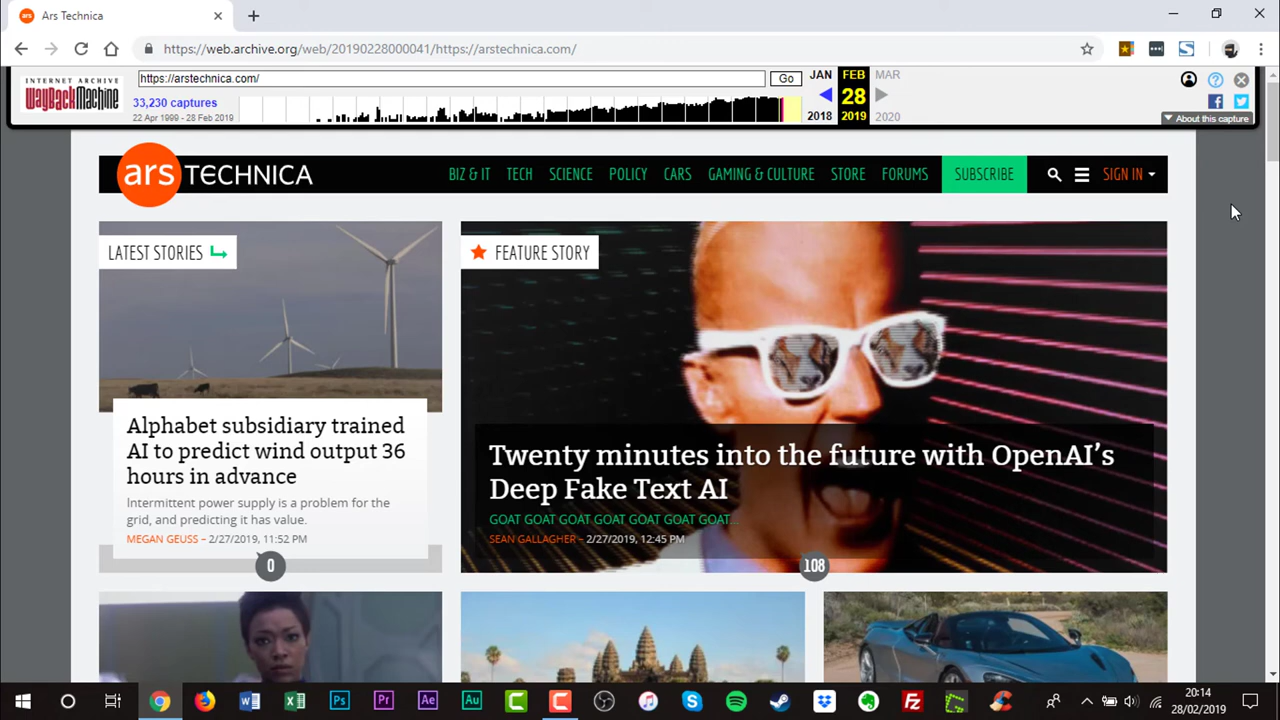 Ars Technica
https://web.archive.org/web/20190228000041/https://arstechnica.com/
INTERNET ARCHIVE
WayBackMachine
https://arstechnica.com/
Go
JAN
FEB
MAR
33,230 captures
28
22 Apr 1999 - 28 Feb 2019
2018
2019
2020
About this capture
ars TECHNICA
BIZ & IT TECH SCIENCE POLICY CARS GAMING & CULTURE STORE FORUMS SUBSCRIBE SIGN IN
LATEST STORIES
FEATURE STORY
Alphabet subsidiary trained
AI to predict wind output 36
hours in advance
Intermittent power supply is a problem for the
grid, and predicting it has value.
MEGAN GEUSS – 2/27/2019, 11:52 PM
0
Twenty minutes into the future with OpenAI’s
Deep Fake Text AI
GOAT GOAT GOAT GOAT GOAT GOAT GOAT...
SEAN GALLAGHER – 2/27/2019, 12:45 PM
108
20:14
28/02/2019